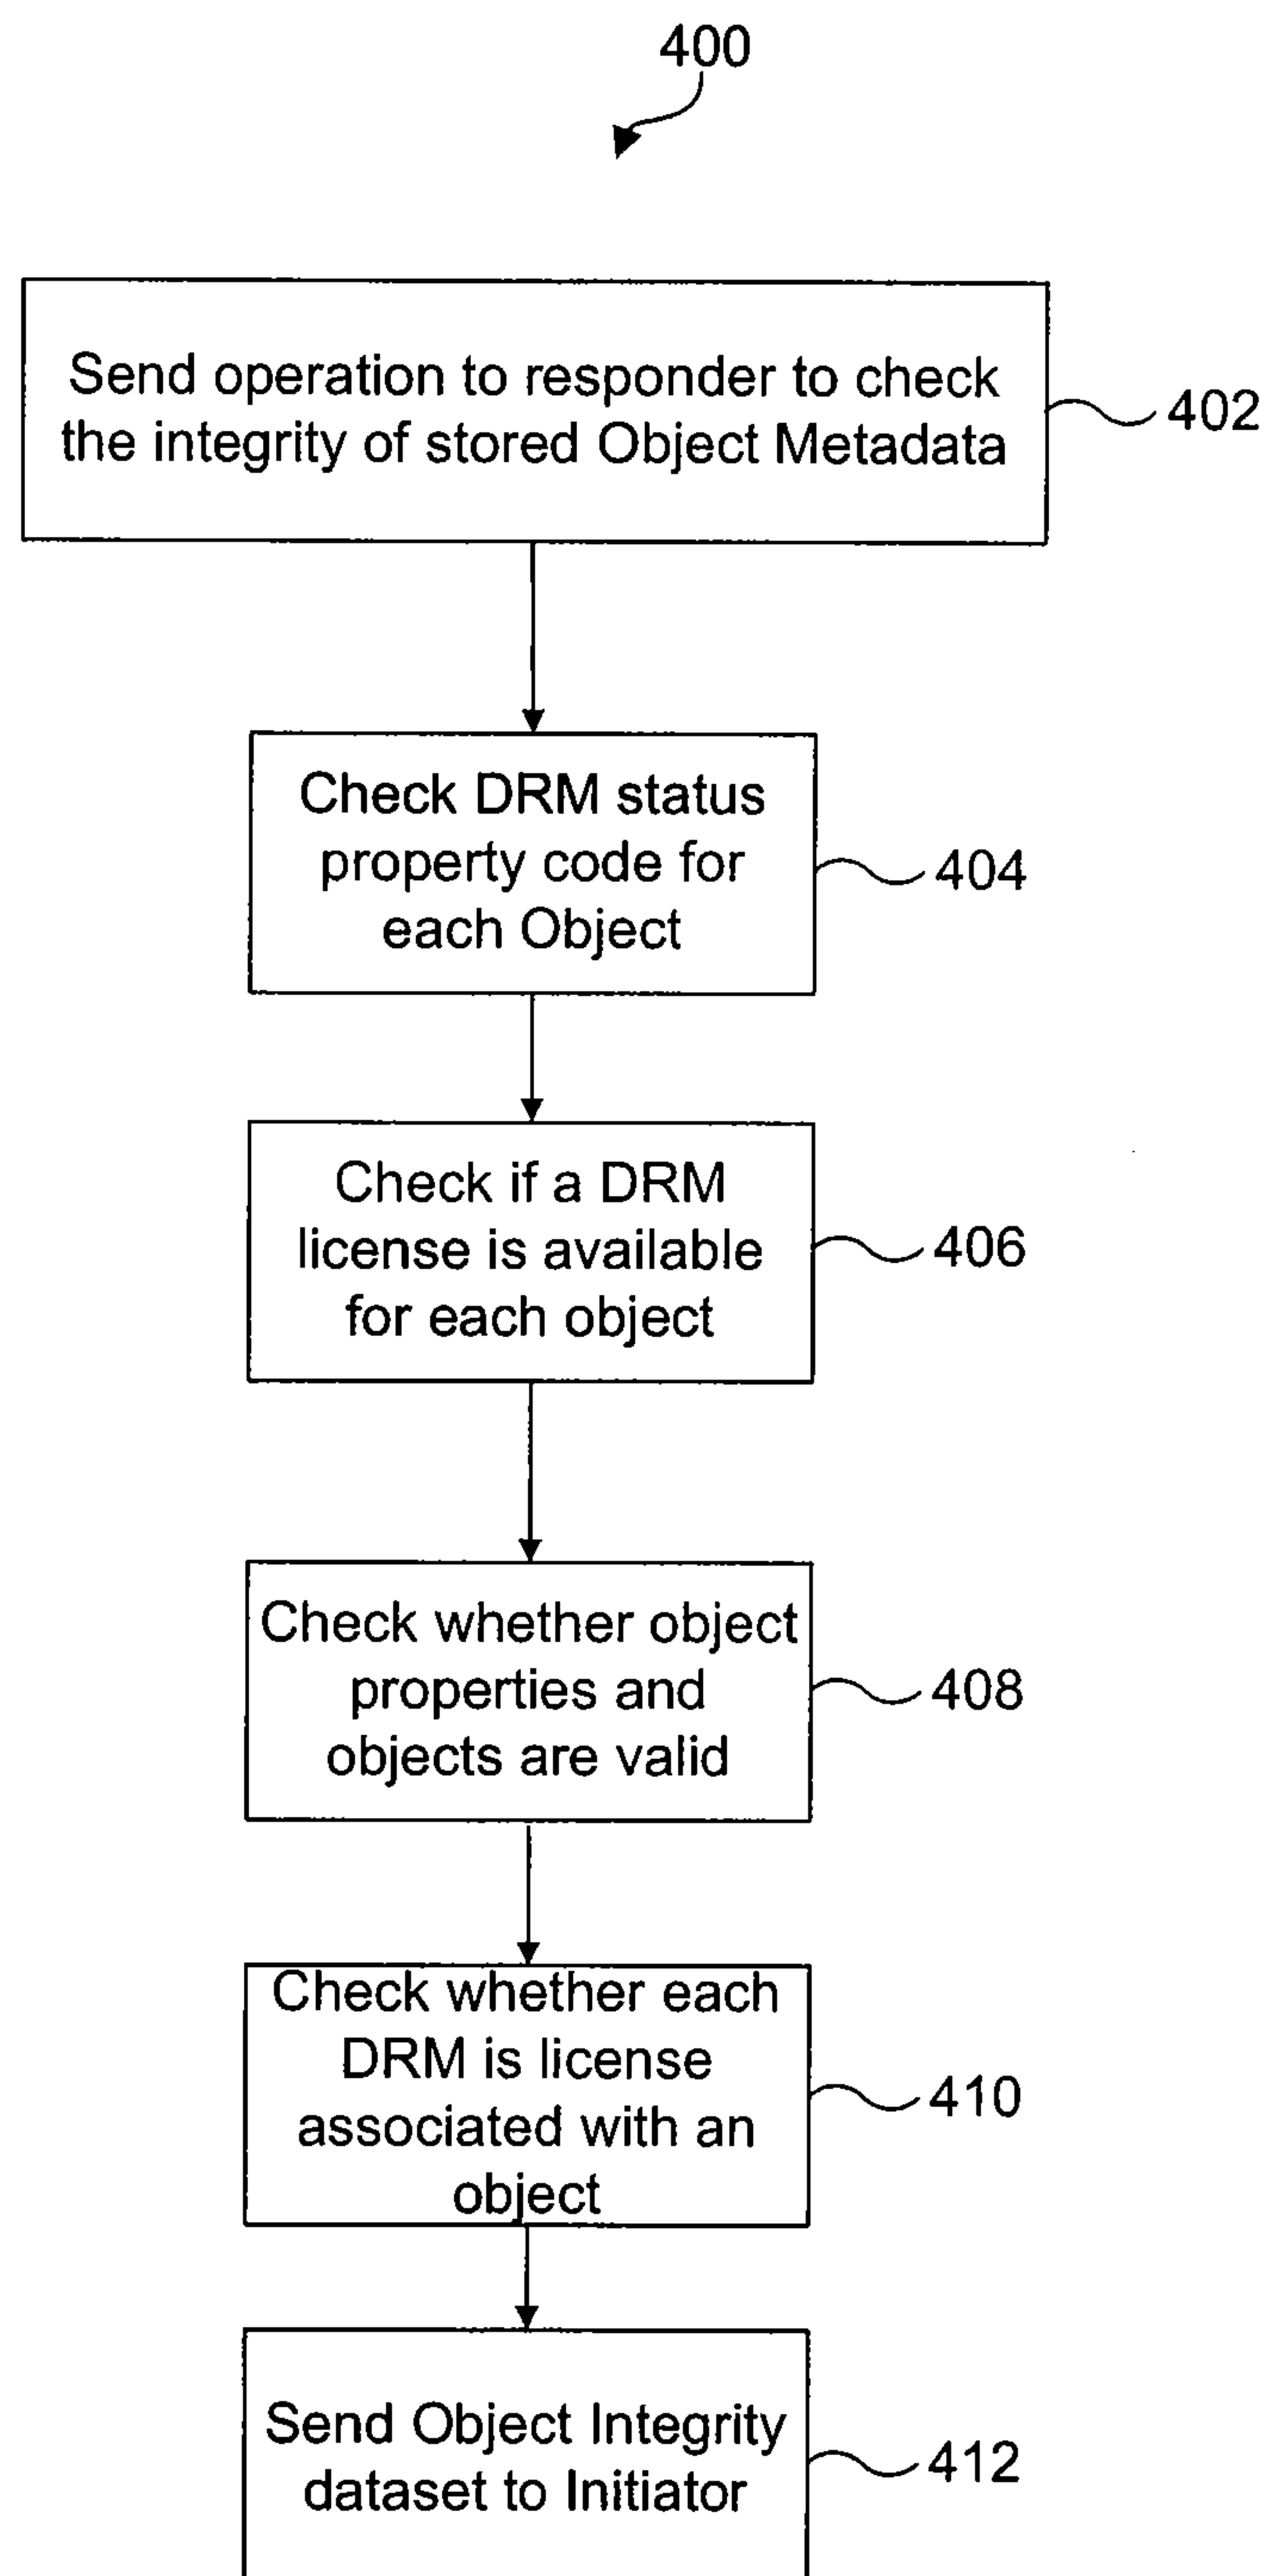 400
Send operation to responder to check
the integrity of stored Object Metadata
402
Check DRM status
property code for
each Object
404
Check if a DRM
license is available
for each object
406
Check whether object
properties and
objects are valid
408
Check whether each
DRM is license
associated with an
object
410
Send Object Integrity
dataset to Initiator
412